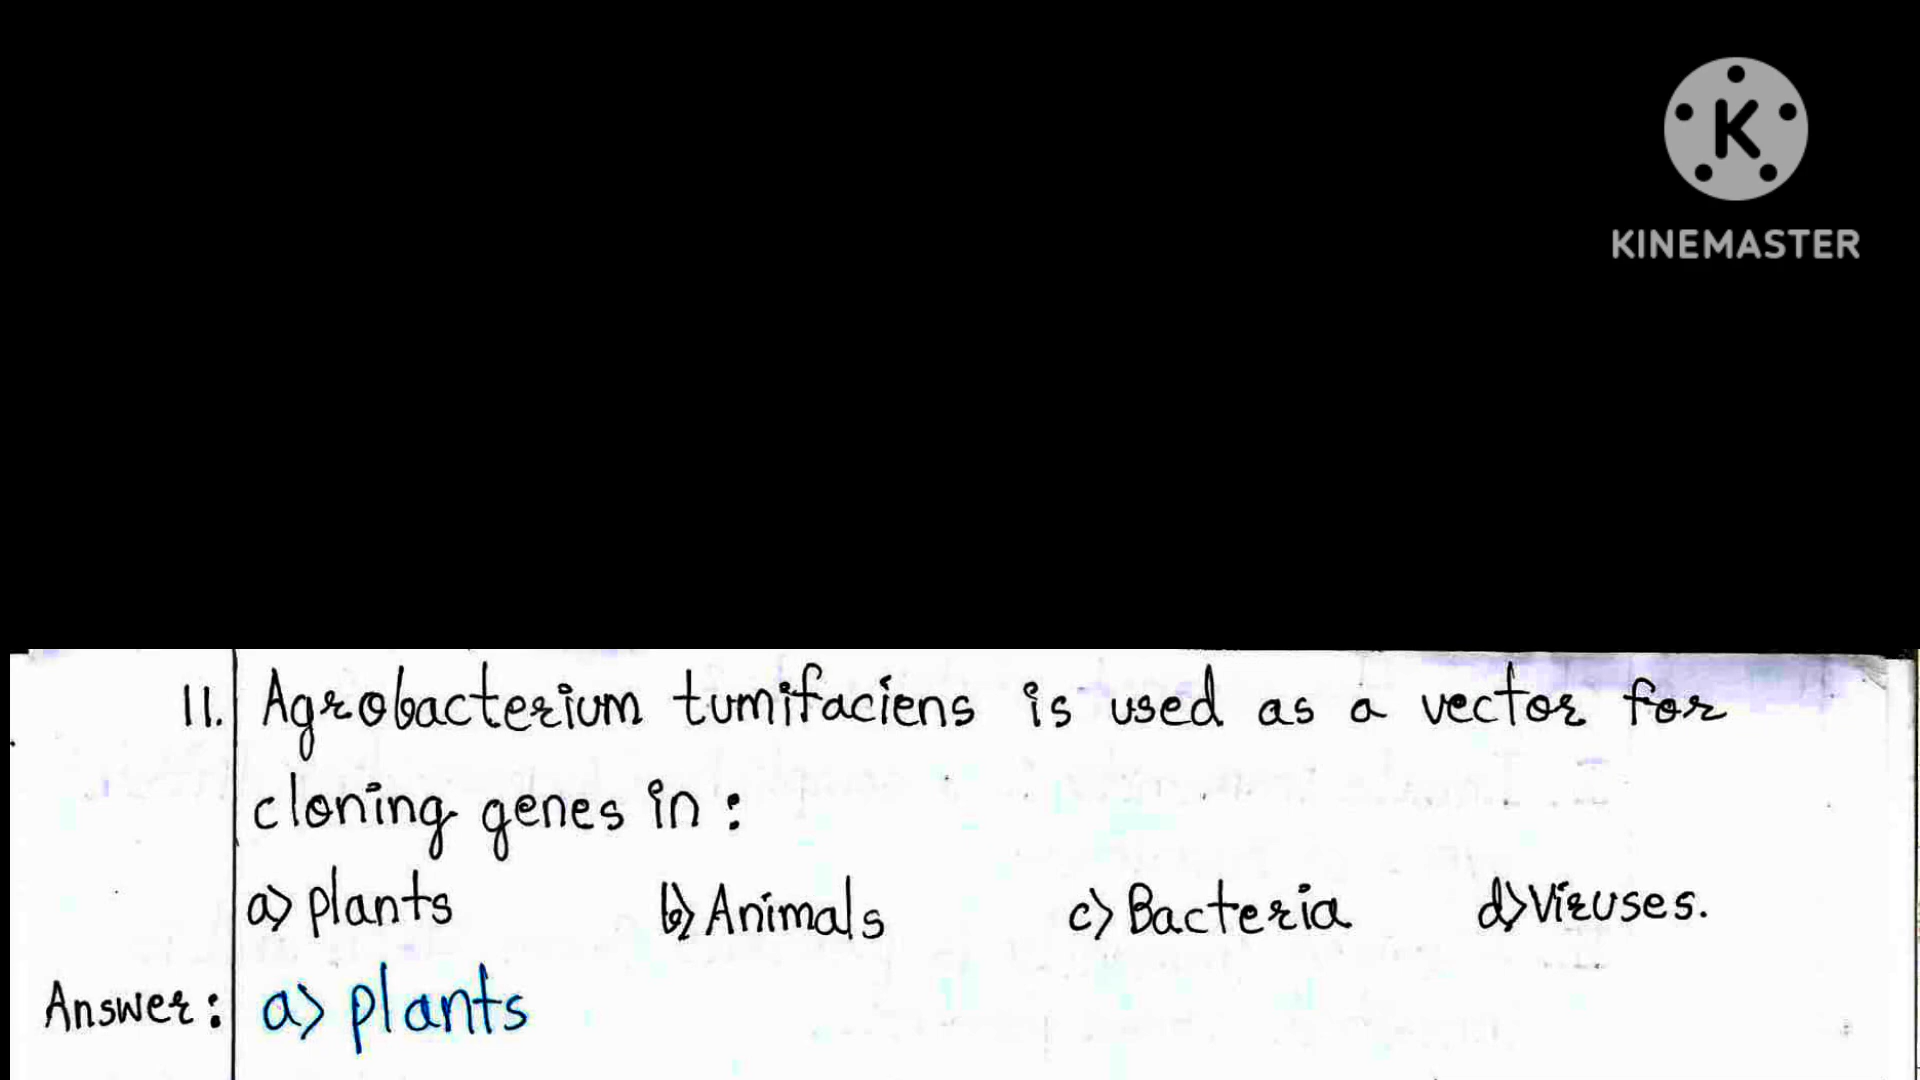 KINEMASTER
11. Agrobacterium tumifaciens is used as a vector for
cloning genes in :
a) plants b) Animals c) Bacteria d) Viruses.
Answer : a) plants